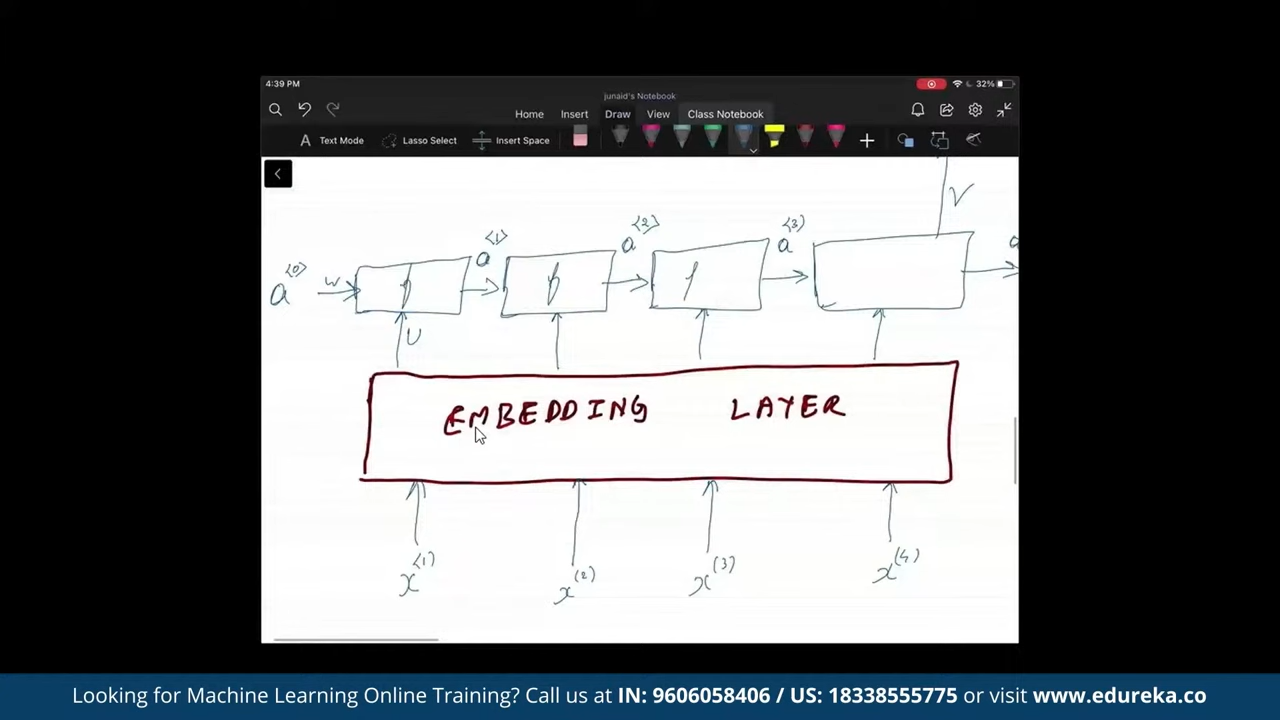 4:39 PM
32%
junaid's Notebook
Home Insert Draw View Class Notebook
Text Mode Lasso Select Insert Space
V
a<0> w a<1> a<2> a<3> a
U
EMBEDDING LAYER
x<1> x(2) x(3) x(4)
Looking for Machine Learning Online Training? Call us at IN: 9606058406 / US: 18338555775 or visit www.edureka.co